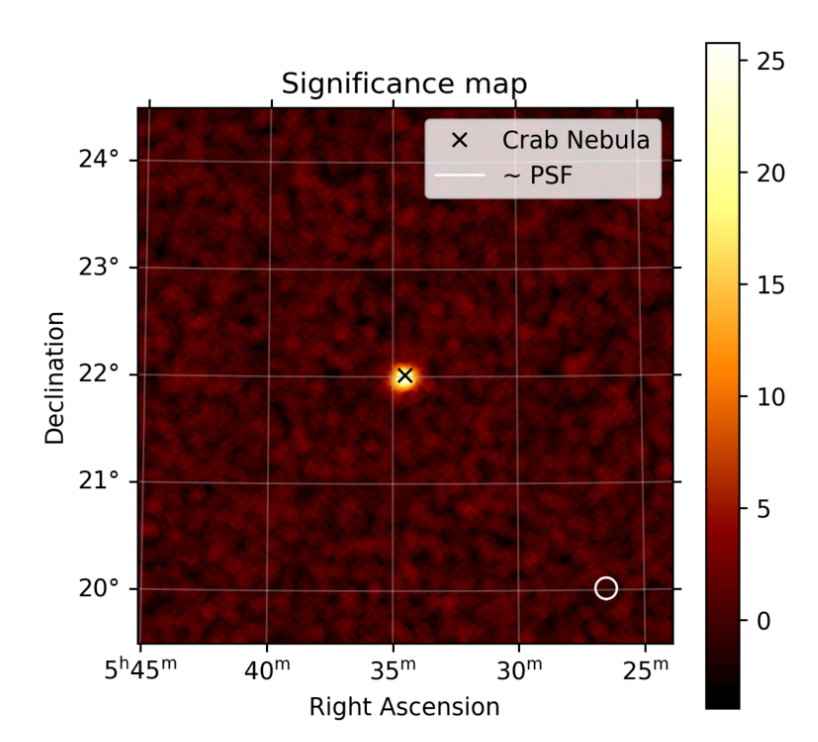 Significance map
× Crab Nebula
~ PSF
24°
23°
22°
21°
20°
Declination
5ʰ45ᵐ 40ᵐ 35ᵐ 30ᵐ 25ᵐ
Right Ascension
25
20
15
10
5
0